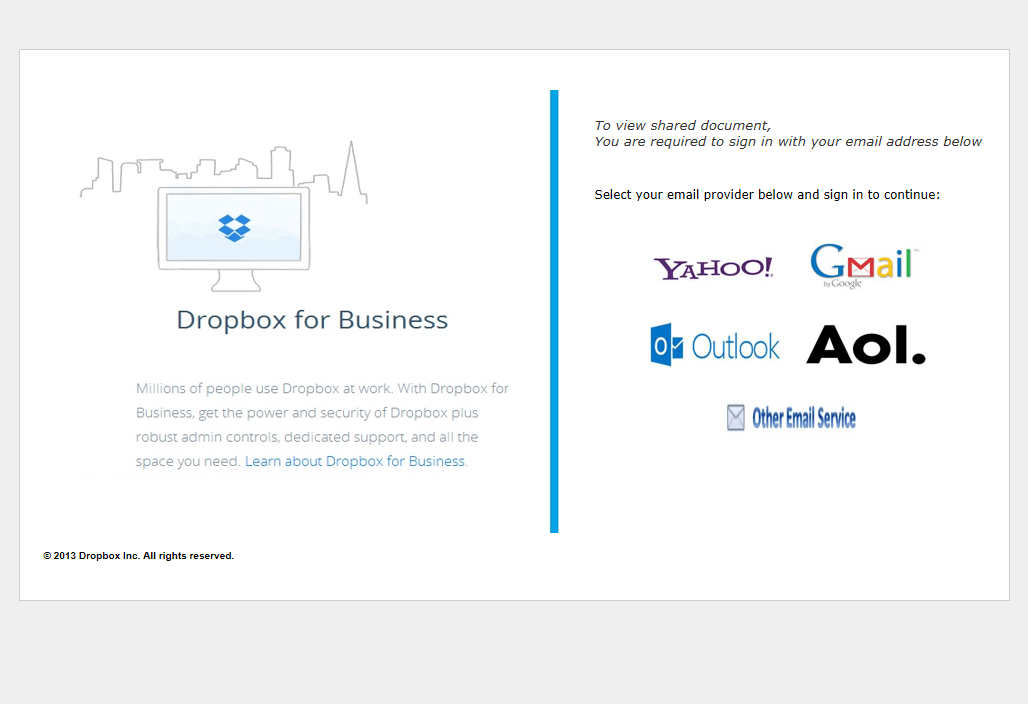 To view shared document,
You are required to sign in with your email address below
Select your email provider below and sign in to continue:
YAHOO!
Gmail™
by Google
Outlook
Aol.
Other Email Service
Dropbox for Business
Millions of people use Dropbox at work. With Dropbox for
Business, get the power and security of Dropbox plus
robust admin controls, dedicated support, and all the
space you need. Learn about Dropbox for Business.
© 2013 Dropbox Inc. All rights reserved.